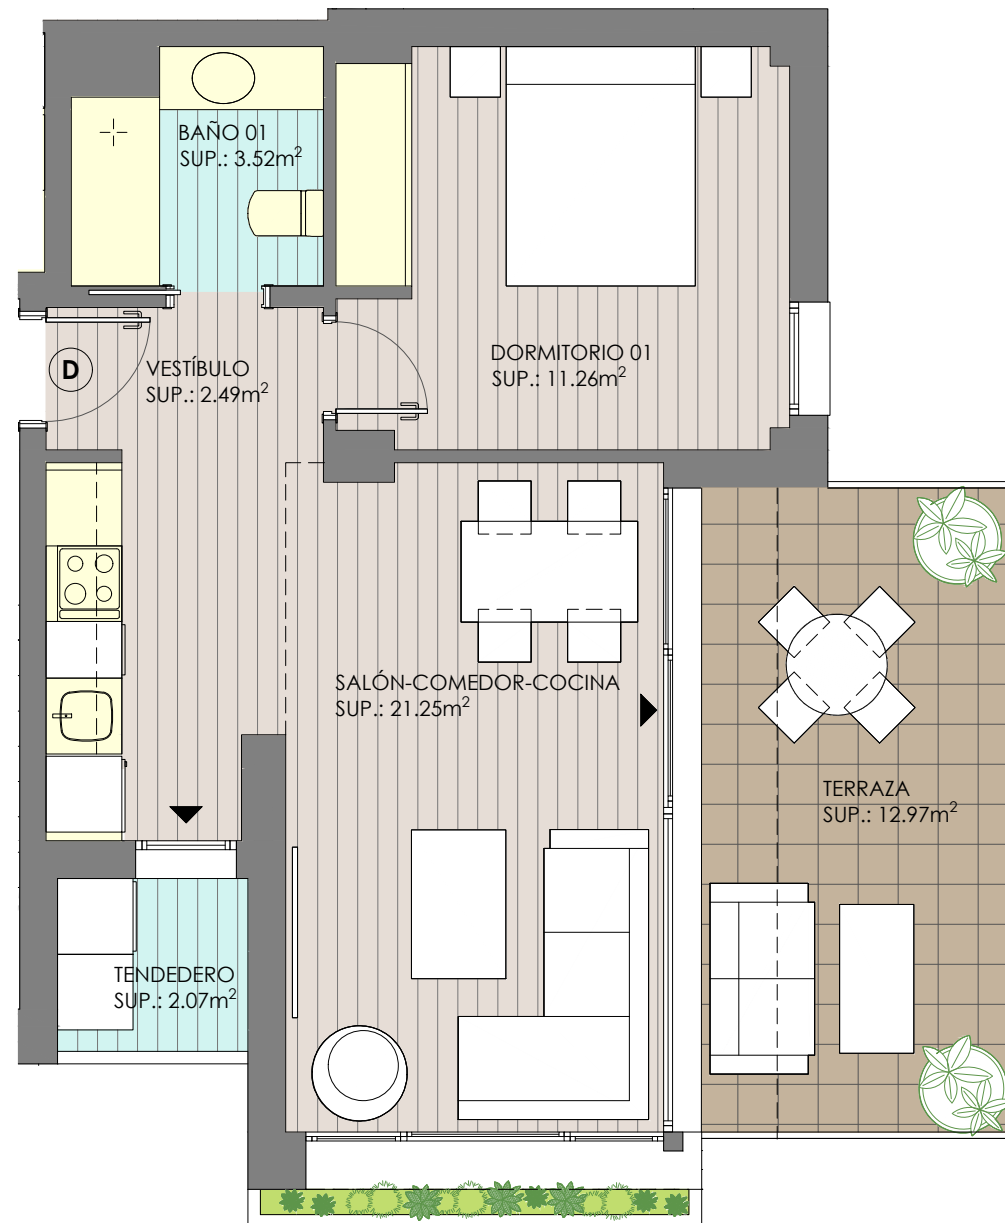 BAÑO 01
SUP.: 3.52m²
DORMITORIO 01
SUP.: 11.26m²
D
VESTÍBULO
SUP.: 2.49m²
SALÓN-COMEDOR-COCINA
SUP.: 21.25m²
TERRAZA
SUP.: 12.97m²
TENDEDERO
SUP.: 2.07m²